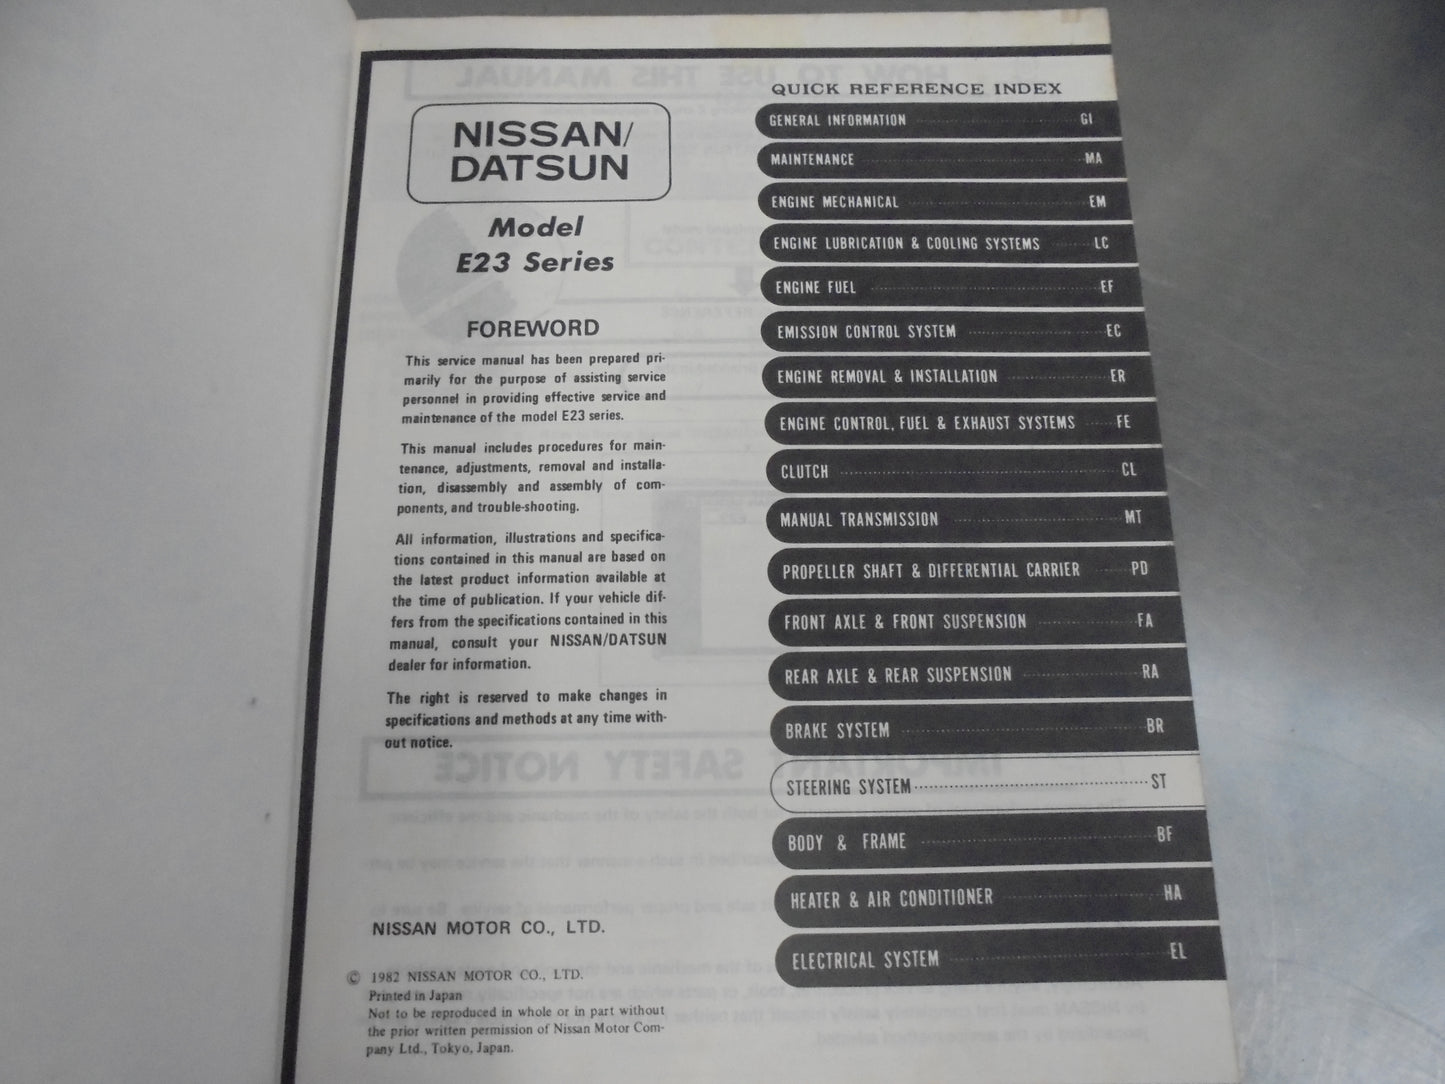 NISSAN/
DATSUN
Model
E23 Series
FOREWORD
This service manual has been prepared pri-
marily for the purpose of assisting service
personnel in providing effective service and
maintenance of the model E23 series.
This manual includes procedures for main-
tenance, adjustments, removal and installa-
tion, disassembly and assembly of com-
ponents, and trouble-shooting.
All information, illustrations and specifica-
tions contained in this manual are based on
the latest product information available at
the time of publication. If your vehicle dif-
fers from the specifications contained in this
manual, consult your NISSAN/DATSUN
dealer for information.
The right is reserved to make changes in
specifications and methods at any time with-
out notice.
NISSAN MOTOR CO., LTD.
© 1982 NISSAN MOTOR CO., LTD.
Printed in Japan
Not to be reproduced in whole or in part without
the prior written permission of Nissan Motor Com-
pany Ltd., Tokyo, Japan.
QUICK REFERENCE INDEX
GENERAL INFORMATION GI
MAINTENANCE MA
ENGINE MECHANICAL EM
ENGINE LUBRICATION & COOLING SYSTEMS LC
ENGINE FUEL EF
EMISSION CONTROL SYSTEM EC
ENGINE REMOVAL & INSTALLATION ER
ENGINE CONTROL, FUEL & EXHAUST SYSTEMS FE
CLUTCH CL
MANUAL TRANSMISSION MT
PROPELLER SHAFT & DIFFERENTIAL CARRIER PD
FRONT AXLE & FRONT SUSPENSION FA
REAR AXLE & REAR SUSPENSION RA
BRAKE SYSTEM BR
STEERING SYSTEM ST
BODY & FRAME BF
HEATER & AIR CONDITIONER HA
ELECTRICAL SYSTEM EL